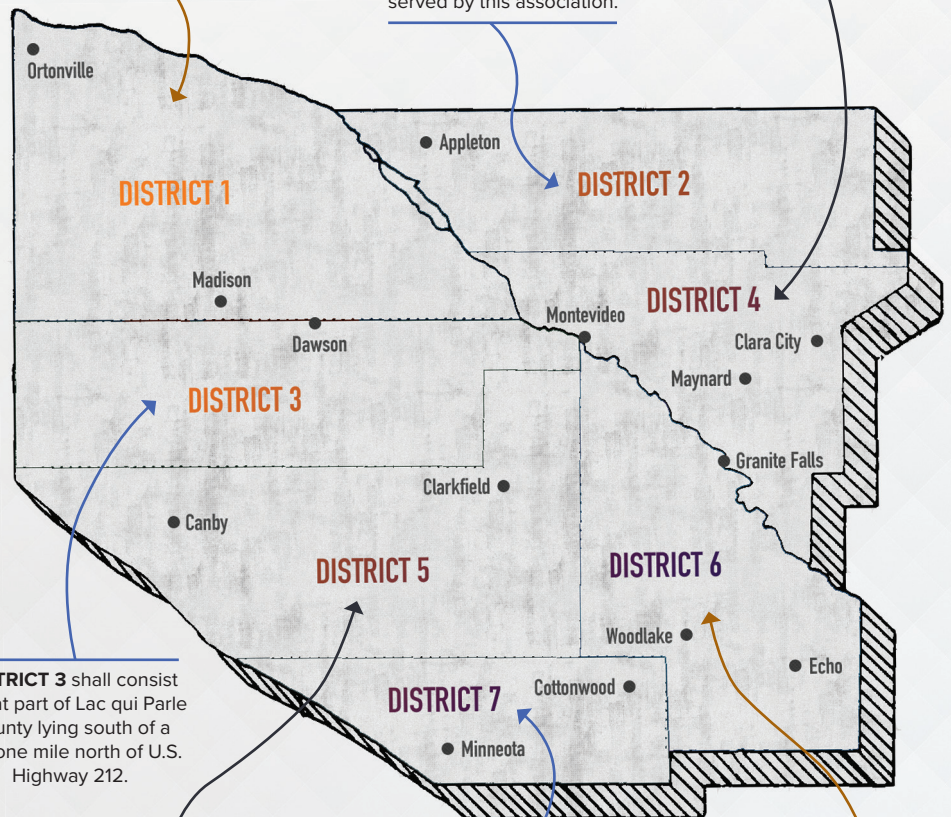 served by this association.
Ortonville
Appleton
DISTRICT 1
DISTRICT 2
Madison
DISTRICT 4
Montevideo
Dawson
Clara City
Maynard
DISTRICT 3
Granite Falls
Clarkfield
Canby
DISTRICT 5
DISTRICT 6
Woodlake
Echo
TRICT 3 shall consist
at part of Lac qui Parle
unty lying south of a
one mile north of U.S.
Highway 212.
DISTRICT 7
Cottonwood
Minneota